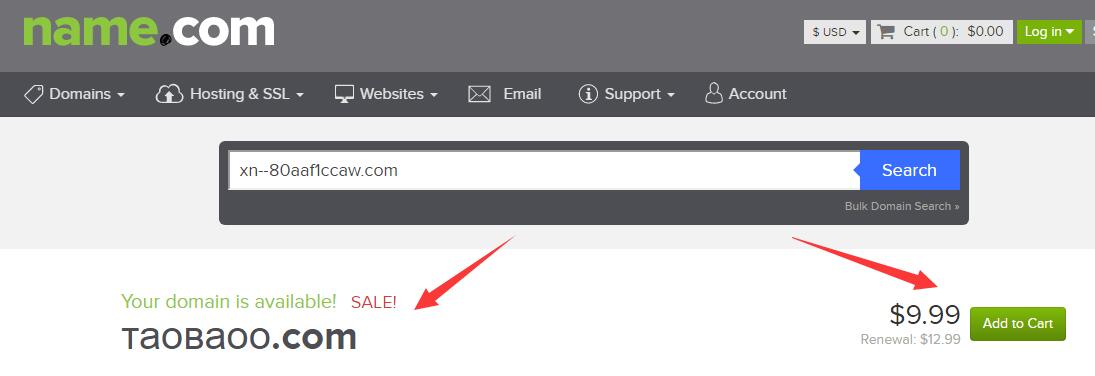 name.com
$ USD
Cart ( 0 ): $0.00
Log in
Domains
Hosting & SSL
Websites
Email
Support
Account
xn--80aaf1ccaw.com
Search
Bulk Domain Search »
Your domain is available! SALE!
таоваоо.com
$9.99
Add to Cart
Renewal: $12.99